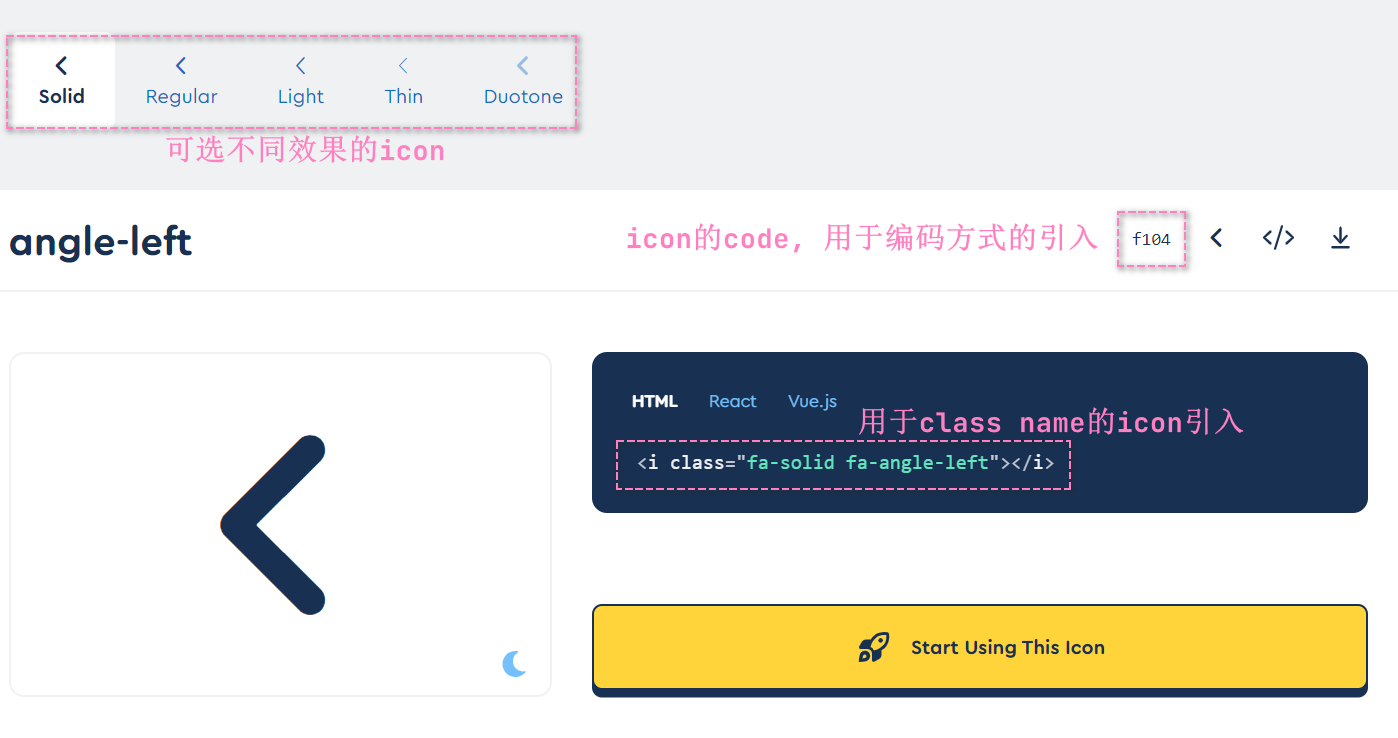 Solid Regular Light Thin Duotone
可选不同效果的icon
angle-left
icon的code, 用于编码方式的引入 f104
HTML React Vue.js
用于class name的icon引入
<i class="fa-solid fa-angle-left"></i>
Start Using This Icon